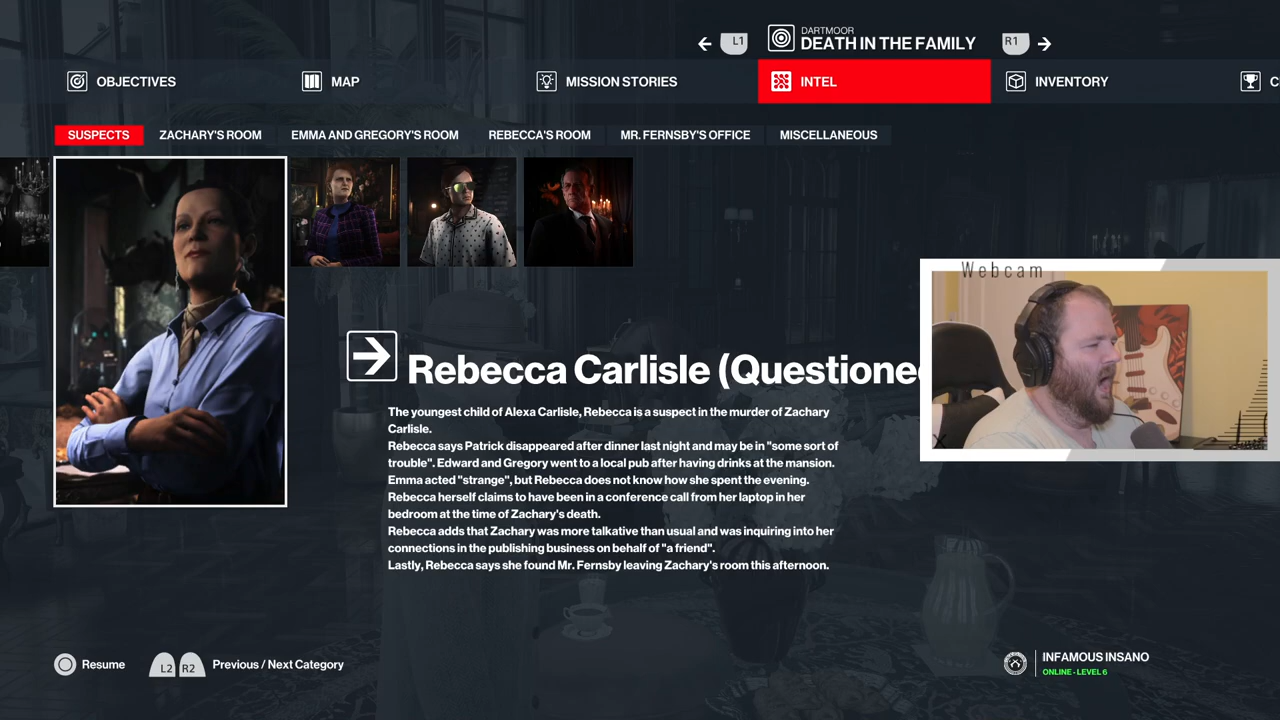 DARTMOOR
L1 DEATH IN THE FAMILY R1
OBJECTIVES MAP MISSION STORIES INTEL INVENTORY C
SUSPECTS ZACHARY'S ROOM EMMA AND GREGORY'S ROOM REBECCA'S ROOM MR. FERNSBY'S OFFICE MISCELLANEOUS
Webcam
Rebecca Carlisle (Questione
The youngest child of Alexa Carlisle, Rebecca is a suspect in the murder of Zachary
Carlisle.
Rebecca says Patrick disappeared after dinner last night and may be in "some sort of
trouble". Edward and Gregory went to a local pub after having drinks at the mansion.
Emma acted "strange", but Rebecca does not know how she spent the evening.
Rebecca herself claims to have been in a conference call from her laptop in her
bedroom at the time of Zachary's death.
Rebecca adds that Zachary was more talkative than usual and was inquiring into her
connections in the publishing business on behalf of "a friend".
Lastly, Rebecca says she found Mr. Fernsby leaving Zachary's room this afternoon.
Resume L2 R2 Previous / Next Category
INFAMOUS INSANO
ONLINE - LEVEL 6